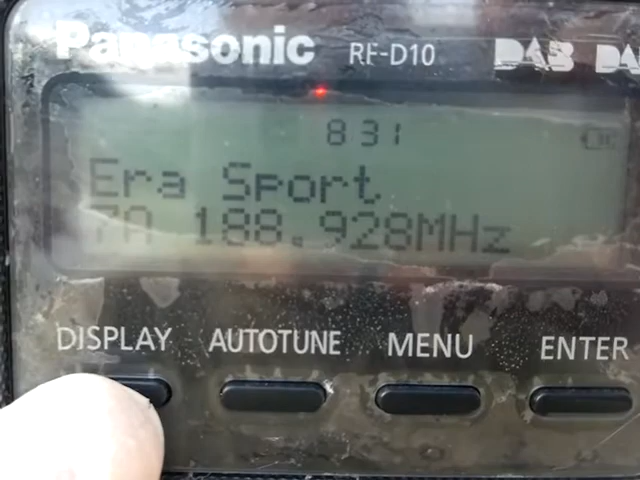 Panasonic RF-D10 DAB DA
831
Era Sport
7A 188.928MHz
DISPLAY AUTOTUNE MENU ENTER